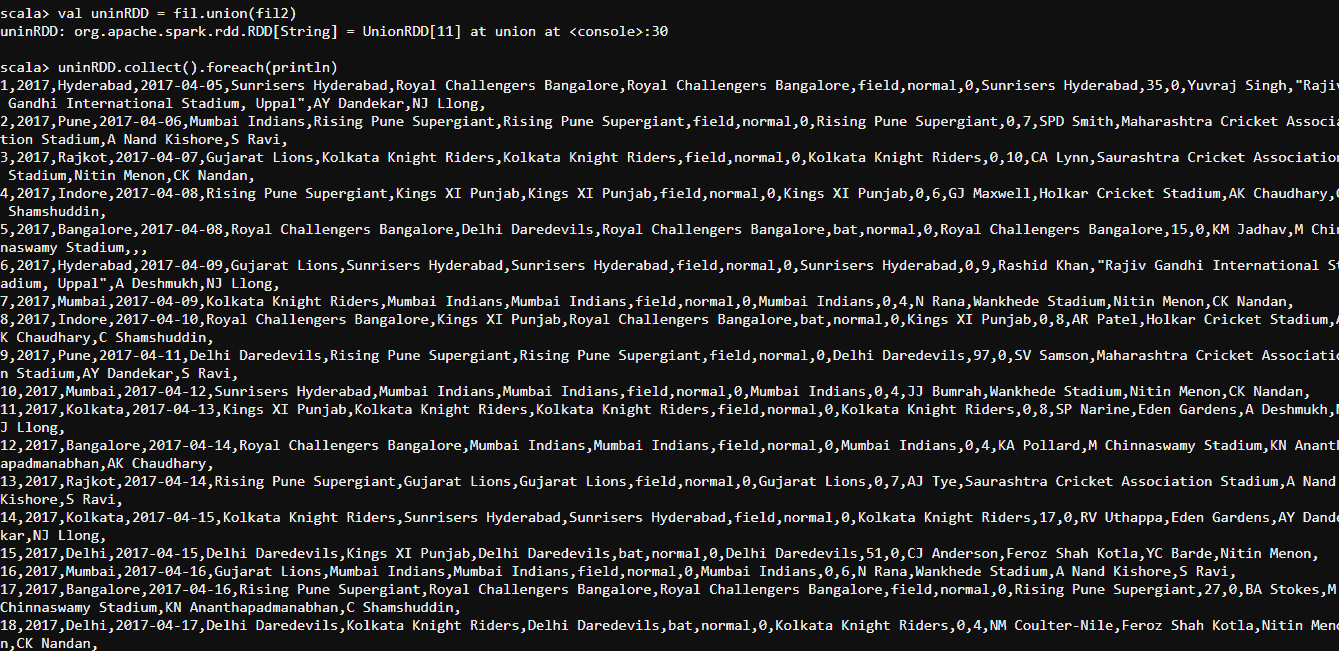 scala> val uninRDD = fil.union(fil2)
uninRDD: org.apache.spark.rdd.RDD[String] = UnionRDD[11] at union at <console>:30
scala> uninRDD.collect().foreach(println)
1,2017,Hyderabad,2017-04-05,Sunrisers Hyderabad,Royal Challengers Bangalore,Royal Challengers Bangalore,field,normal,0,Sunrisers Hyderabad,35,0,Yuvraj Singh,"Rajiv
Gandhi International Stadium, Uppal",AY Dandekar,NJ Llong,
2,2017,Pune,2017-04-06,Mumbai Indians,Rising Pune Supergiant,Rising Pune Supergiant,field,normal,0,Rising Pune Supergiant,0,7,SPD Smith,Maharashtra Cricket Associa
tion Stadium,A Nand Kishore,S Ravi,
3,2017,Rajkot,2017-04-07,Gujarat Lions,Kolkata Knight Riders,Kolkata Knight Riders,field,normal,0,Kolkata Knight Riders,0,10,CA Lynn,Saurashtra Cricket Association
Stadium,Nitin Menon,CK Nandan,
4,2017,Indore,2017-04-08,Rising Pune Supergiant,Kings XI Punjab,Kings XI Punjab,field,normal,0,Kings XI Punjab,0,6,GJ Maxwell,Holkar Cricket Stadium,AK Chaudhary,C
Shamshuddin,
5,2017,Bangalore,2017-04-08,Royal Challengers Bangalore,Delhi Daredevils,Royal Challengers Bangalore,bat,normal,0,Royal Challengers Bangalore,15,0,KM Jadhav,M Chin
naswamy Stadium,,,
6,2017,Hyderabad,2017-04-09,Gujarat Lions,Sunrisers Hyderabad,Sunrisers Hyderabad,field,normal,0,Sunrisers Hyderabad,0,9,Rashid Khan,"Rajiv Gandhi International St
adium, Uppal",A Deshmukh,NJ Llong,
7,2017,Mumbai,2017-04-09,Kolkata Knight Riders,Mumbai Indians,Mumbai Indians,field,normal,0,Mumbai Indians,0,4,N Rana,Wankhede Stadium,Nitin Menon,CK Nandan,
8,2017,Indore,2017-04-10,Royal Challengers Bangalore,Kings XI Punjab,Royal Challengers Bangalore,bat,normal,0,Kings XI Punjab,0,8,AR Patel,Holkar Cricket Stadium,A
K Chaudhary,C Shamshuddin,
9,2017,Pune,2017-04-11,Delhi Daredevils,Rising Pune Supergiant,Rising Pune Supergiant,field,normal,0,Delhi Daredevils,97,0,SV Samson,Maharashtra Cricket Associatio
n Stadium,AY Dandekar,S Ravi,
10,2017,Mumbai,2017-04-12,Sunrisers Hyderabad,Mumbai Indians,Mumbai Indians,field,normal,0,Mumbai Indians,0,4,JJ Bumrah,Wankhede Stadium,Nitin Menon,CK Nandan,
11,2017,Kolkata,2017-04-13,Kings XI Punjab,Kolkata Knight Riders,Kolkata Knight Riders,field,normal,0,Kolkata Knight Riders,0,8,SP Narine,Eden Gardens,A Deshmukh,N
J Llong,
12,2017,Bangalore,2017-04-14,Royal Challengers Bangalore,Mumbai Indians,Mumbai Indians,field,normal,0,Mumbai Indians,0,4,KA Pollard,M Chinnaswamy Stadium,KN Ananth
apadmanabhan,AK Chaudhary,
13,2017,Rajkot,2017-04-14,Rising Pune Supergiant,Gujarat Lions,Gujarat Lions,field,normal,0,Gujarat Lions,0,7,AJ Tye,Saurashtra Cricket Association Stadium,A Nand
Kishore,S Ravi,
14,2017,Kolkata,2017-04-15,Kolkata Knight Riders,Sunrisers Hyderabad,Sunrisers Hyderabad,field,normal,0,Kolkata Knight Riders,17,0,RV Uthappa,Eden Gardens,AY Dande
kar,NJ Llong,
15,2017,Delhi,2017-04-15,Delhi Daredevils,Kings XI Punjab,Delhi Daredevils,bat,normal,0,Delhi Daredevils,51,0,CJ Anderson,Feroz Shah Kotla,YC Barde,Nitin Menon,
16,2017,Mumbai,2017-04-16,Gujarat Lions,Mumbai Indians,Mumbai Indians,field,normal,0,Mumbai Indians,0,6,N Rana,Wankhede Stadium,A Nand Kishore,S Ravi,
17,2017,Bangalore,2017-04-16,Rising Pune Supergiant,Royal Challengers Bangalore,Royal Challengers Bangalore,field,normal,0,Rising Pune Supergiant,27,0,BA Stokes,M
Chinnaswamy Stadium,KN Ananthapadmanabhan,C Shamshuddin,
18,2017,Delhi,2017-04-17,Delhi Daredevils,Kolkata Knight Riders,Delhi Daredevils,bat,normal,0,Kolkata Knight Riders,0,4,NM Coulter-Nile,Feroz Shah Kotla,Nitin Meno
n,CK Nandan,